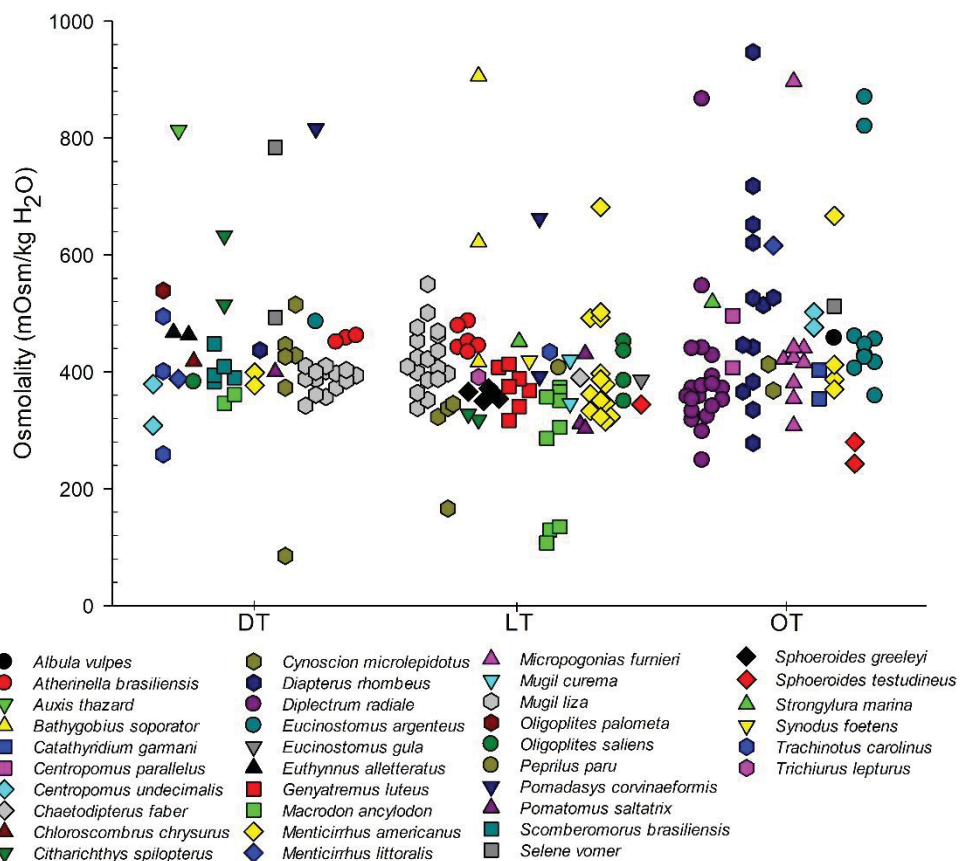 1000
800
600
400
200
0
Osmolality (mOsm/kg H2O)
DT
LT
OT
Albula vulpes
Atherinella brasiliensis
Auxis thazard
Bathygobius soporator
Catathyridium garmani
Centropomus parallelus
Centropomus undecimalis
Chaetodipterus faber
Chloroscombrus chrysurus
Citharichthys spilopterus
Cynoscion microlepidotus
Diapterus rhombeus
Diplectrum radiale
Eucinostomus argenteus
Eucinostomus gula
Euthynnus alletteratus
Genyatremus luteus
Macrodon ancylodon
Menticirrhus americanus
Menticirrhus littoralis
Micropogonias furnieri
Mugil curema
Mugil liza
Oligoplites palometa
Oligoplites saliens
Peprilus paru
Pomadasys corvinaeformis
Pomatomus saltatrix
Scomberomorus brasiliensis
Selene vomer
Sphoeroides greeleyi
Sphoeroides testudineus
Strongylura marina
Synodus foetens
Trachinotus carolinus
Trichiurus lepturus